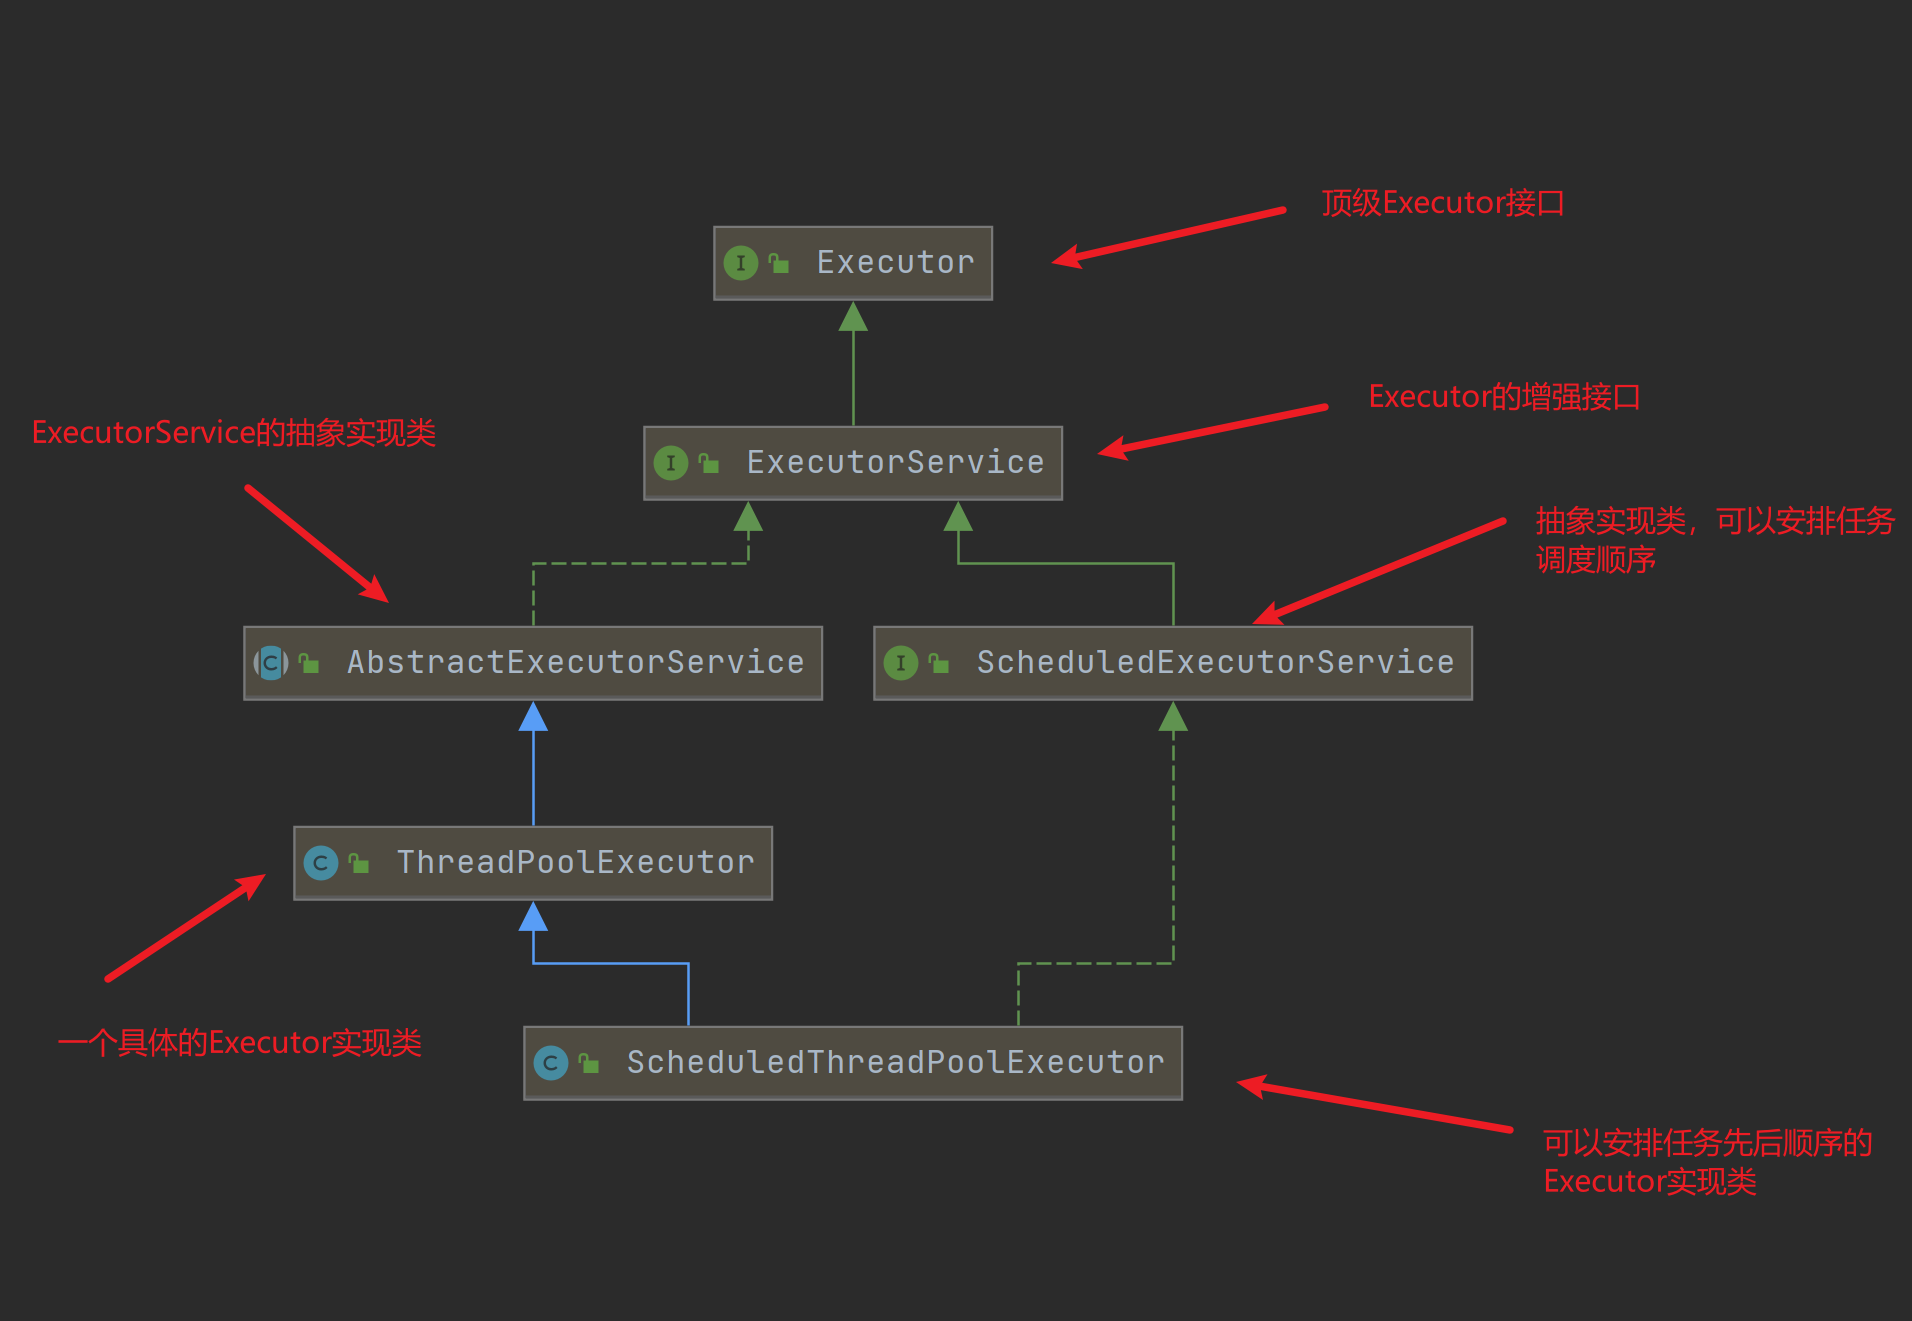 顶级Executor接口
Executor
Executor的增强接口
ExecutorService的抽象实现类
ExecutorService
抽象实现类，可以安排任务
调度顺序
AbstractExecutorService
ScheduledExecutorService
ThreadPoolExecutor
一个具体的Executor实现类
ScheduledThreadPoolExecutor
可以安排任务先后顺序的
Executor实现类